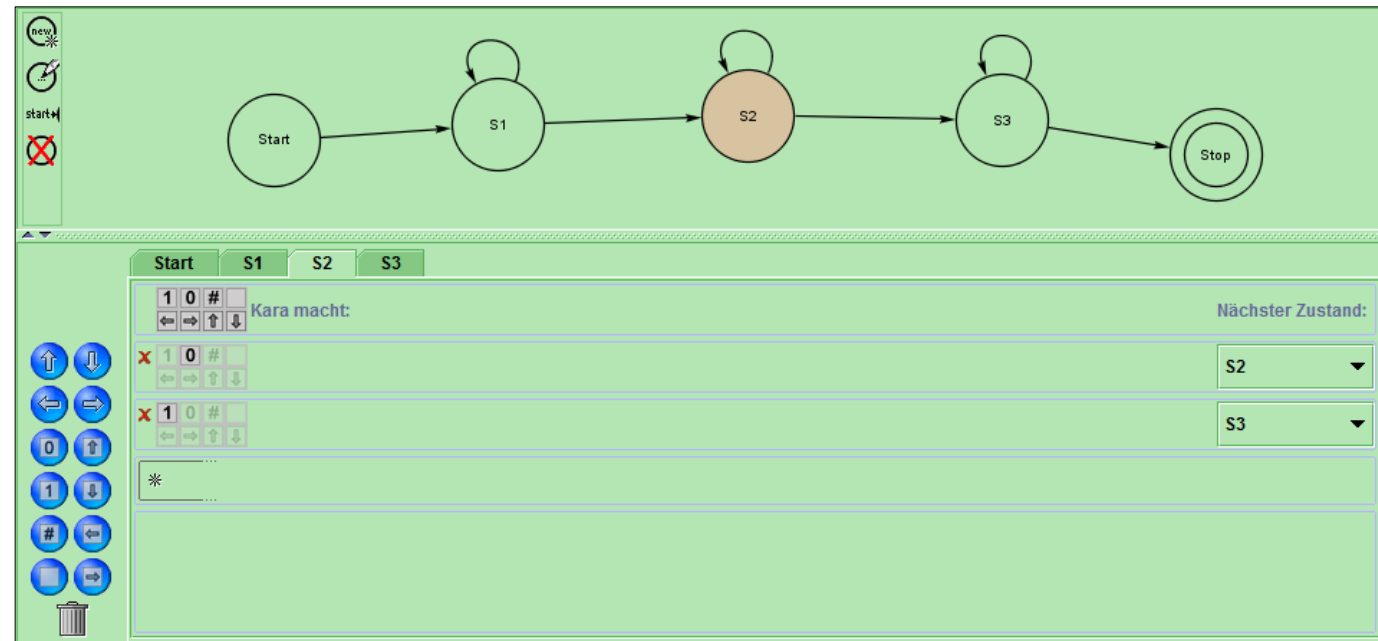 new
start
Start
S1
S2
S3
Stop
Start S1 S2 S3
1 0 #
Kara macht: Nächster Zustand:
1 0 #
S2
1 0 #
S3
0
1
#